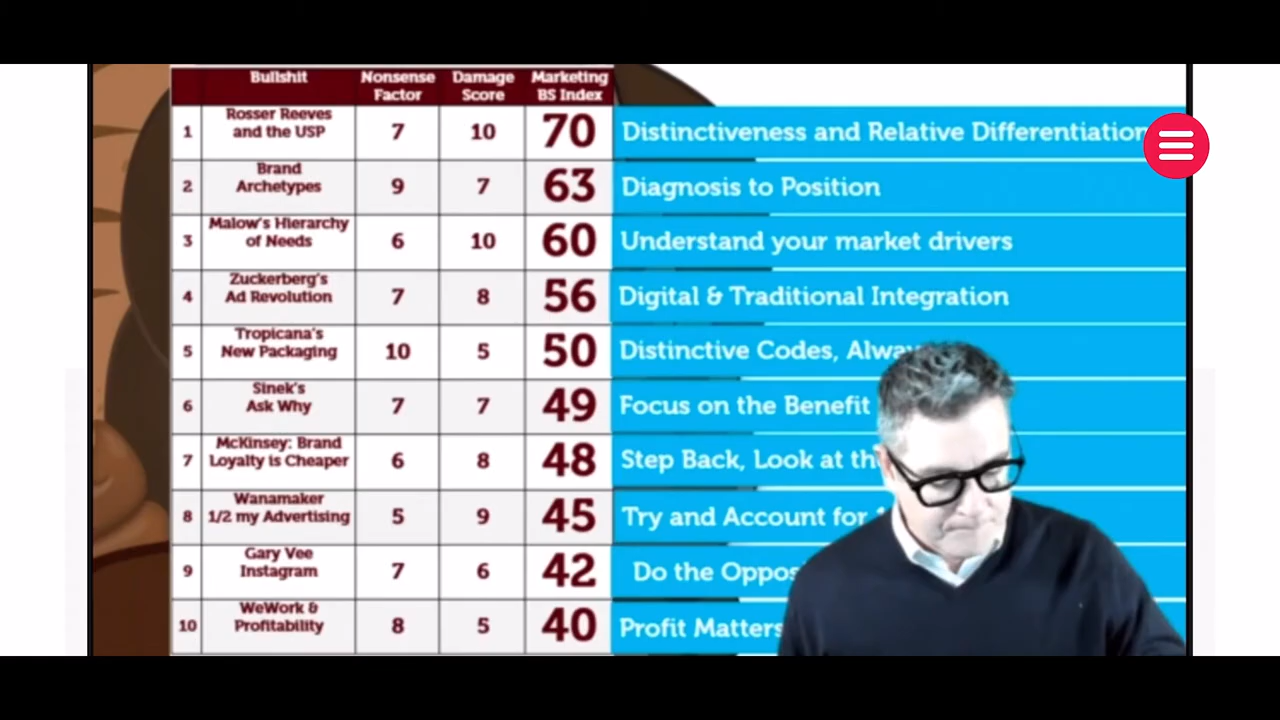 Bullshit
Nonsense
Factor
Damage
Score
Marketing
BS Index
1
Rosser Reeves
and the USP
7
10
70
Distinctiveness and Relative Differentiation
2
Brand
Archetypes
9
7
63
Diagnosis to Position
3
Malow's Hierarchy
of Needs
6
10
60
Understand your market drivers
4
Zuckerberg's
Ad Revolution
7
8
56
Digital & Traditional Integration
5
Tropicana's
New Packaging
10
5
50
Distinctive Codes,
6
Sinek's
Ask Why
7
7
49
Focus on the Benefit
7
McKinsey: Brand
Loyalty is Cheaper
6
8
48
Step Back, Look at
8
Wanamaker
1/2 my Advertising
5
9
45
Try and Account for
9
Gary Vee
Instagram
7
6
42
Do the
10
WeWork &
Profitability
8
5
40
Profit Matters